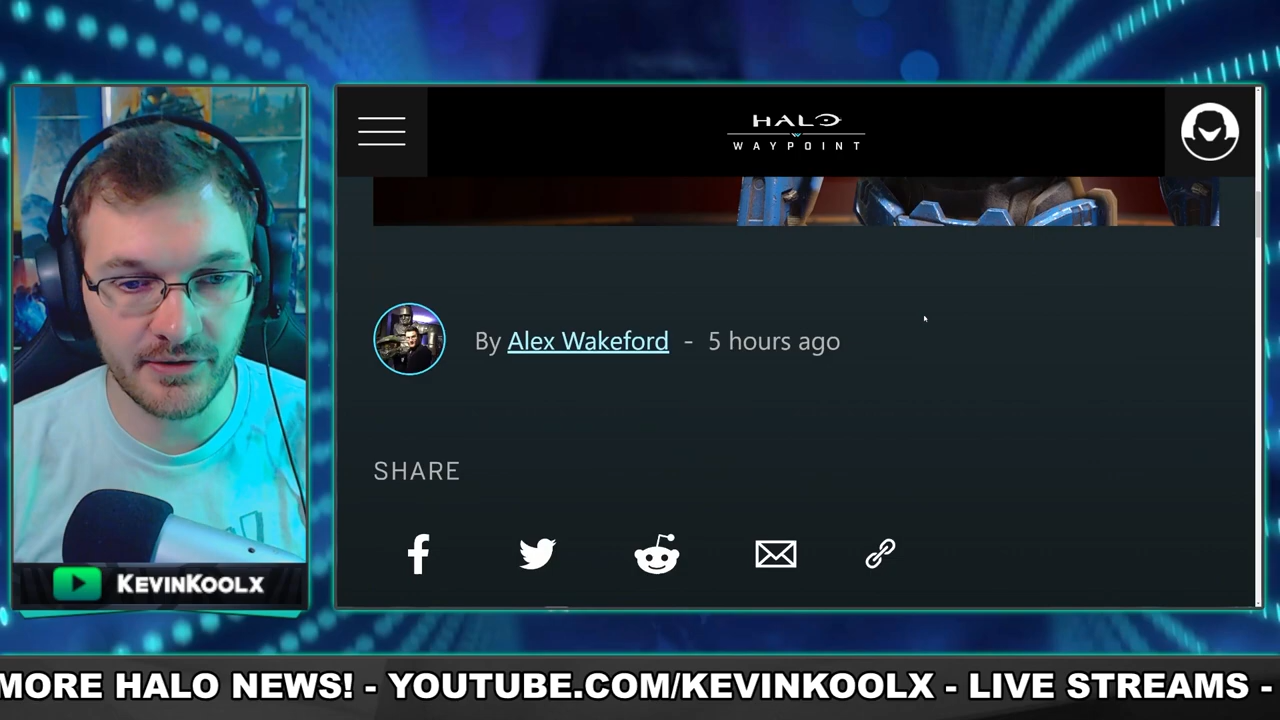 HALO
WAYPOINT
By Alex Wakeford - 5 hours ago
SHARE
KEVINKOOLX
MORE HALO NEWS! - YOUTUBE.COM/KEVINKOOLX - LIVE STREAMS -